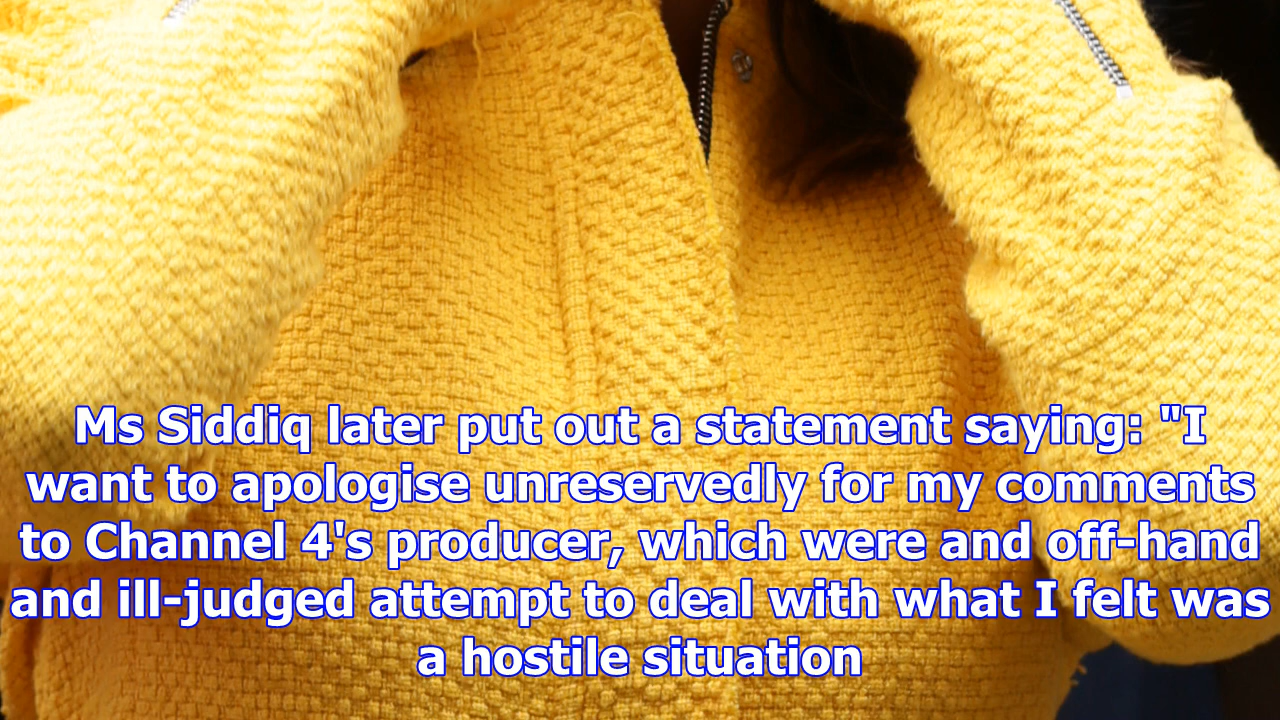 Ms Siddiq later put out a statement saying: "I
want to apologise unreservedly for my comments
to Channel 4's producer, which were and off-hand
and ill-judged attempt to deal with what I felt was
a hostile situation